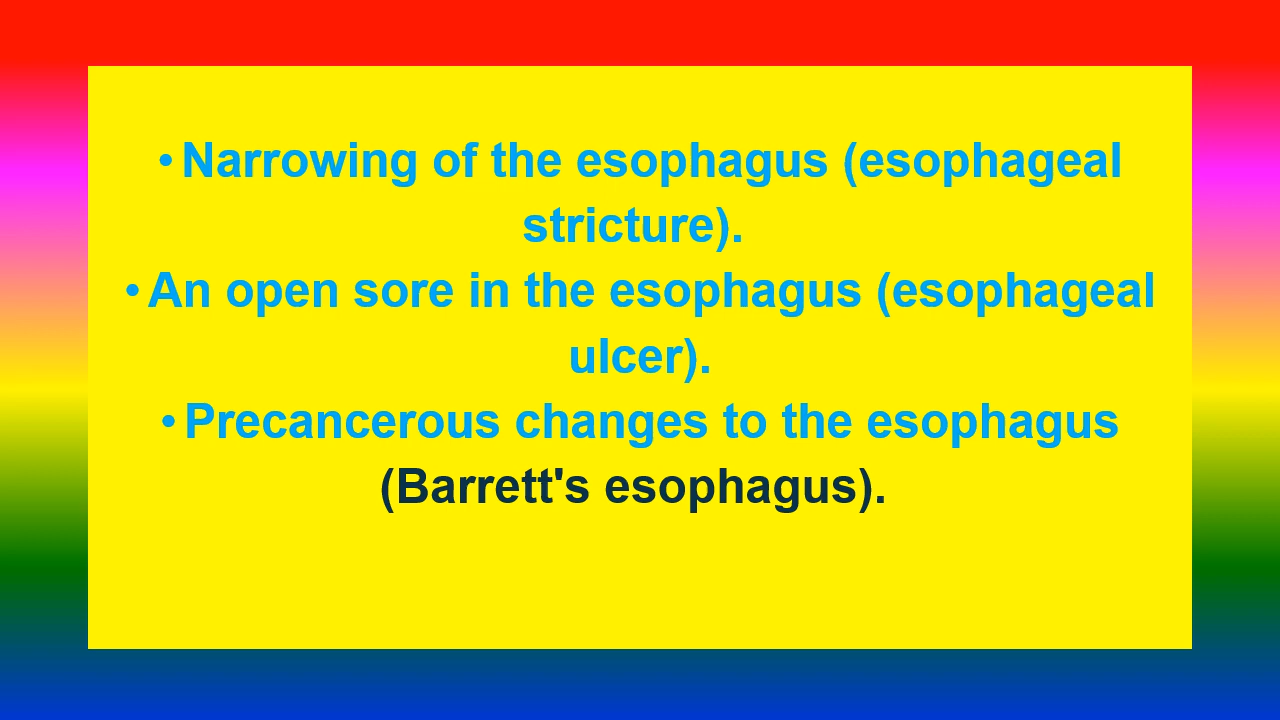 •Narrowing of the esophagus (esophageal
stricture).
•An open sore in the esophagus (esophageal
ulcer).
•Precancerous changes to the esophagus
(Barrett's esophagus).